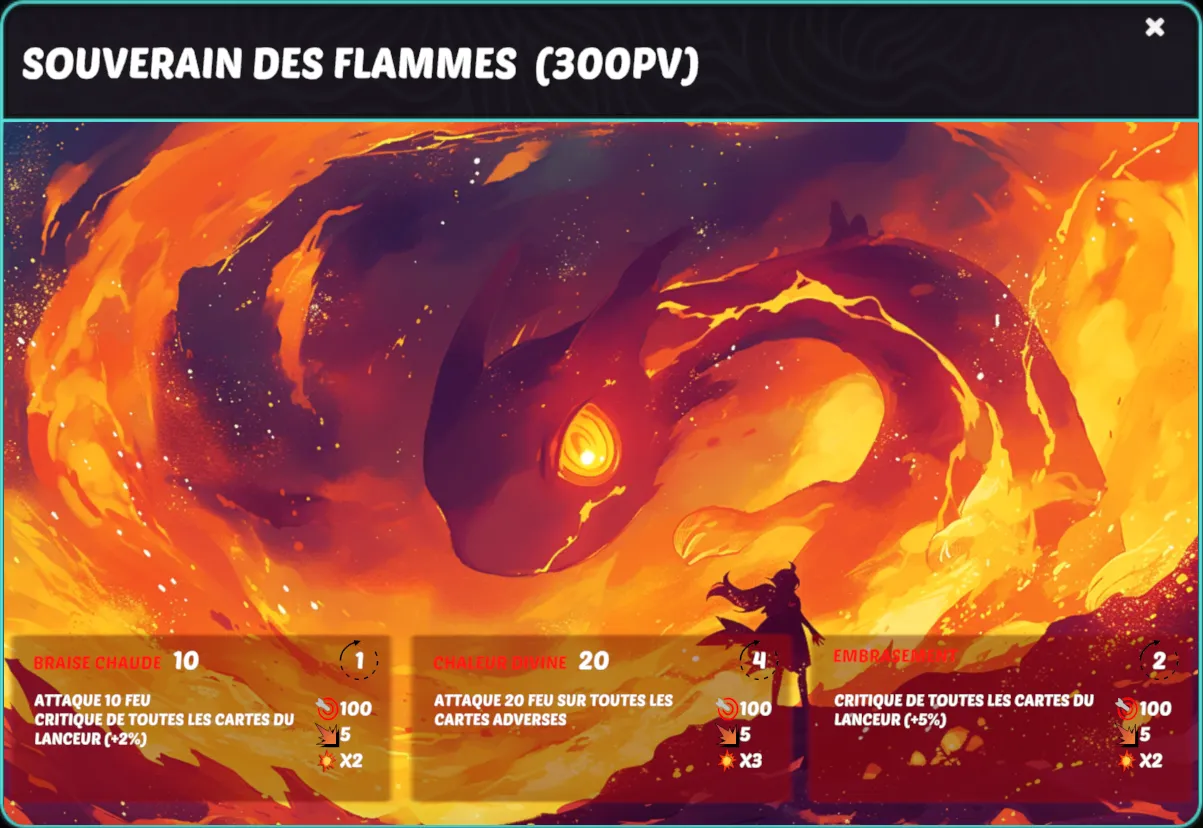 SOUVERAIN DES FLAMMES (300PV)
BRAISE CHAUDE 10
1
ATTAQUE 10 FEU
CRITIQUE DE TOUTES LES CARTES DU
LANCEUR (+2%)
100
5
X2
CHALEUR DIVINE 20
4
ATTAQUE 20 FEU SUR TOUTES LES
CARTES ADVERSES
100
5
X3
EMBRASEMENT
2
CRITIQUE DE TOUTES LES CARTES DU
LANCEUR (+5%)
100
5
X2